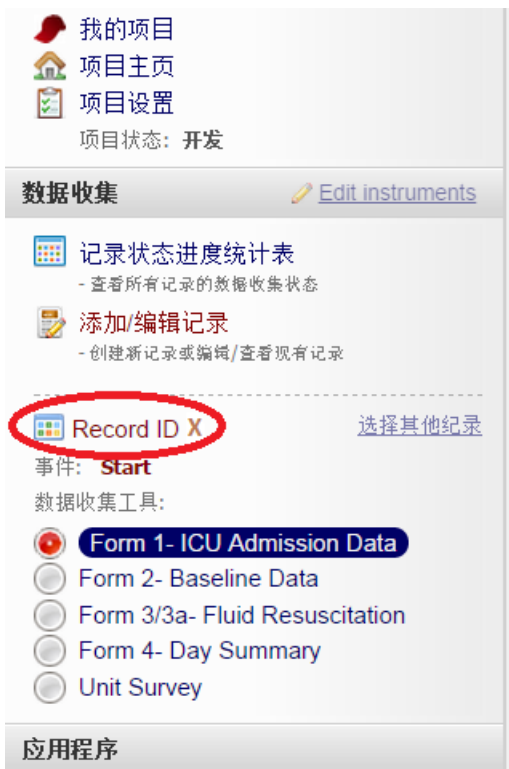 我的项目
项目主页
项目设置
项目状态: 开发
数据收集 Edit instruments
记录状态进度统计表
- 查看所有记录的数据收集状态
添加/编辑记录
- 创建新记录或编辑/查看现有记录
Record ID X 选择其他纪录
事件: Start
数据收集工具:
Form 1- ICU Admission Data
Form 2- Baseline Data
Form 3/3a- Fluid Resuscitation
Form 4- Day Summary
Unit Survey
应用程序